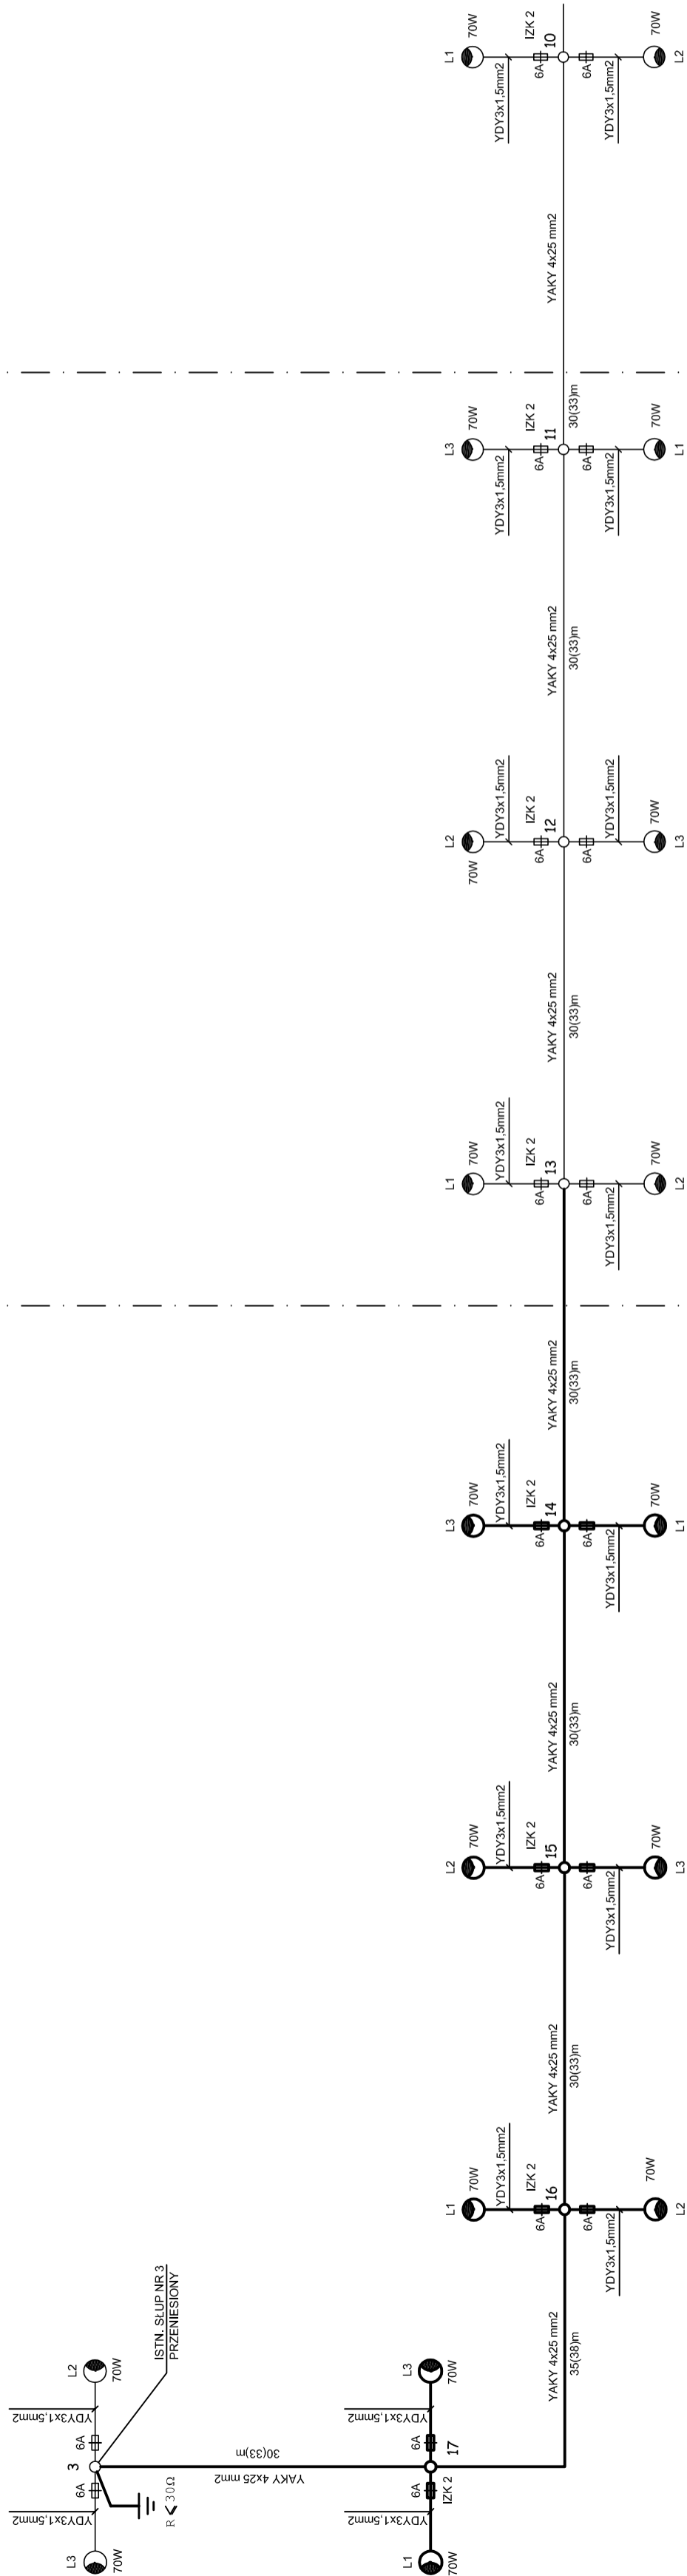 L3
70W
YDY3x1,5mm2
6A
3
6A
YDY3x1,5mm2
L2
70W
R < 30Ω
ISTN. SŁUP NR 3
PRZENIESIONY
YAKY 4x25 mm2
30(33)m
L1
70W
YDY3x1,5mm2
6A
IZK 2
17
YDY3x1,5mm2
L3
70W
YAKY 4x25 mm2
35(38)m
L1
70W
YDY3x1,5mm2
IZK 2
6A
16
6A
YDY3x1,5mm2
70W
L2
YAKY 4x25 mm2
30(33)m
L2
70W
YDY3x1,5mm2
IZK 2
6A
15
6A
YDY3x1,5mm2
70W
L3
YAKY 4x25 mm2
30(33)m
L3
70W
YDY3x1,5mm2
IZK 2
6A
14
6A
YDY3x1,5mm2
70W
L1
YAKY 4x25 mm2
30(33)m
L1
70W
YDY3x1,5mm2
IZK 2
6A
13
6A
YDY3x1,5mm2
70W
L2
YAKY 4x25 mm2
30(33)m
L2
70W
YDY3x1,5mm2
IZK 2
6A
12
6A
YDY3x1,5mm2
70W
L3
YAKY 4x25 mm2
30(33)m
L3
70W
YDY3x1,5mm2
IZK 2
6A
11
6A
YDY3x1,5mm2
70W
L1
30(33)m
YAKY 4x25 mm2
L1
70W
YDY3x1,5mm2
IZK 2
6A
10
6A
YDY3x1,5mm2
70W
L2